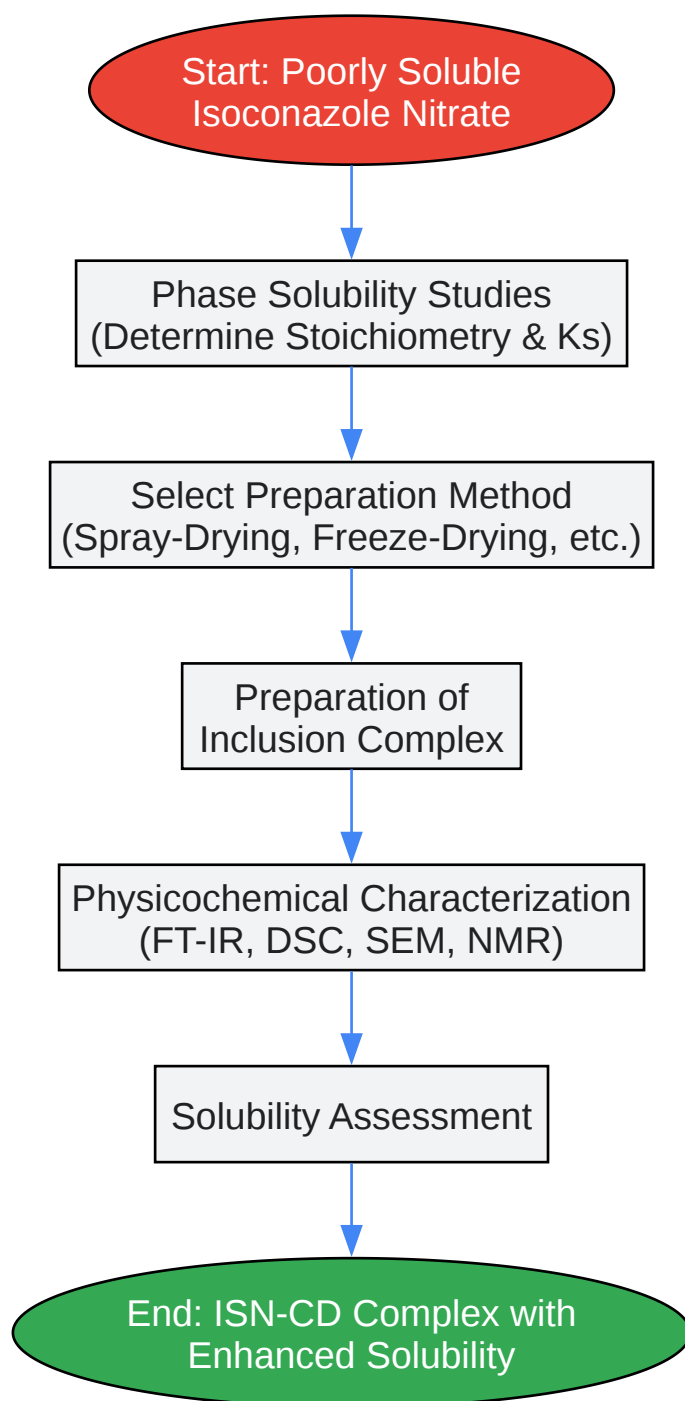 Start: Poorly Soluble
Isoconazole Nitrate
Phase Solubility Studies
(Determine Stoichiometry & Ks)
Select Preparation Method
(Spray-Drying, Freeze-Drying, etc.)
Preparation of
Inclusion Complex
Physicochemical Characterization
(FT-IR, DSC, SEM, NMR)
Solubility Assessment
End: ISN-CD Complex with
Enhanced Solubility